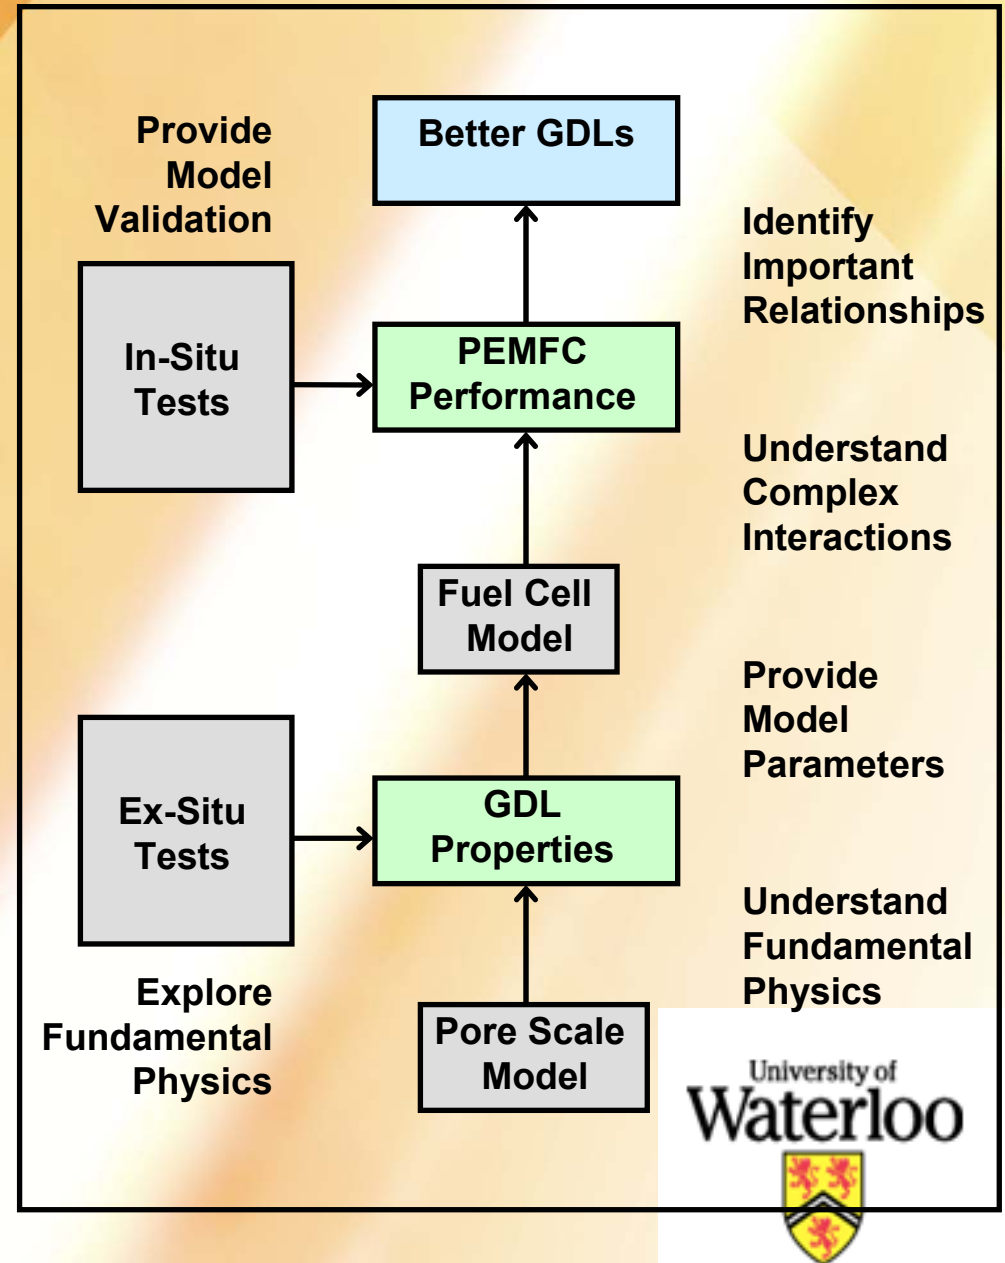 Provide
Model
Validation
Better GDLs
Identify
Important
Relationships
In-Situ
Tests
PEMFC
Performance
Understand
Complex
Interactions
Fuel Cell
Model
Provide
Model
Parameters
Ex-Situ
Tests
GDL
Properties
Understand
Fundamental
Physics
Explore
Fundamental
Physics
Pore Scale
Model
University of
Waterloo